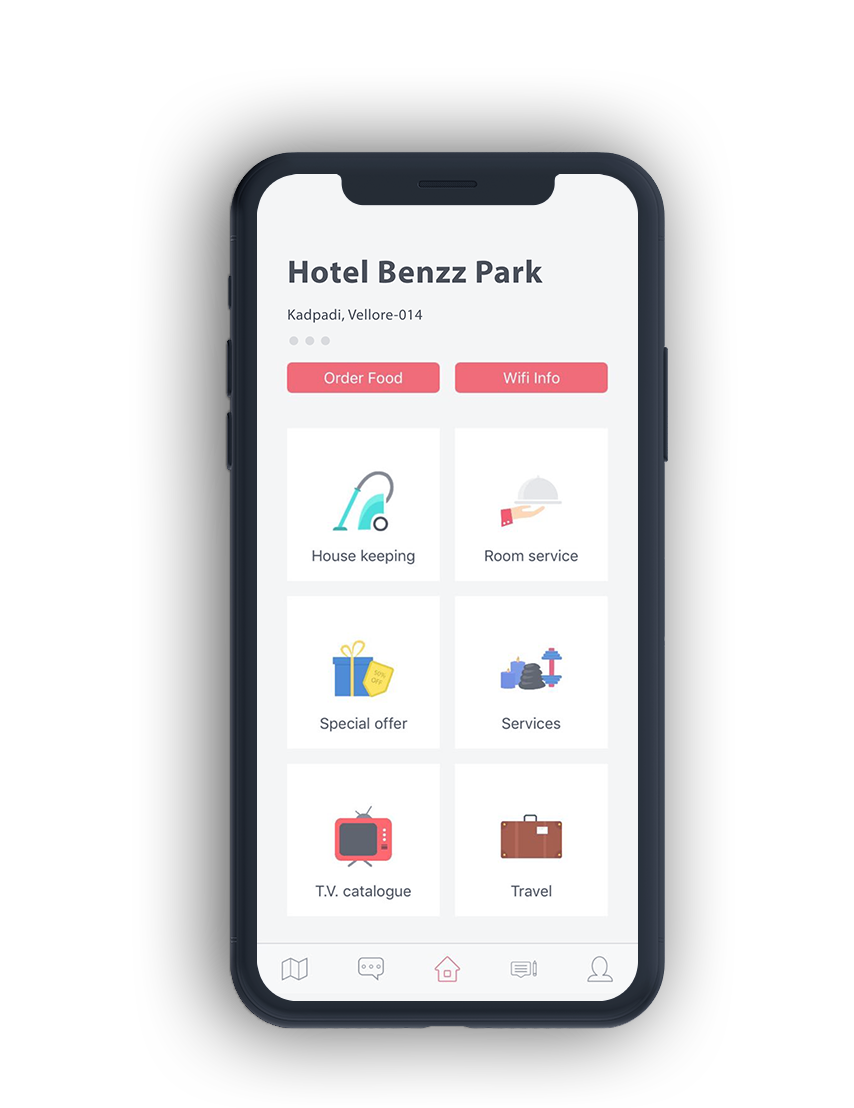 Hotel Benzz Park
Kadpadi, Vellore-014
Order Food
Wifi Info
House keeping
Room service
50%
OFF
Special offer
Services
T.V. catalogue
Travel